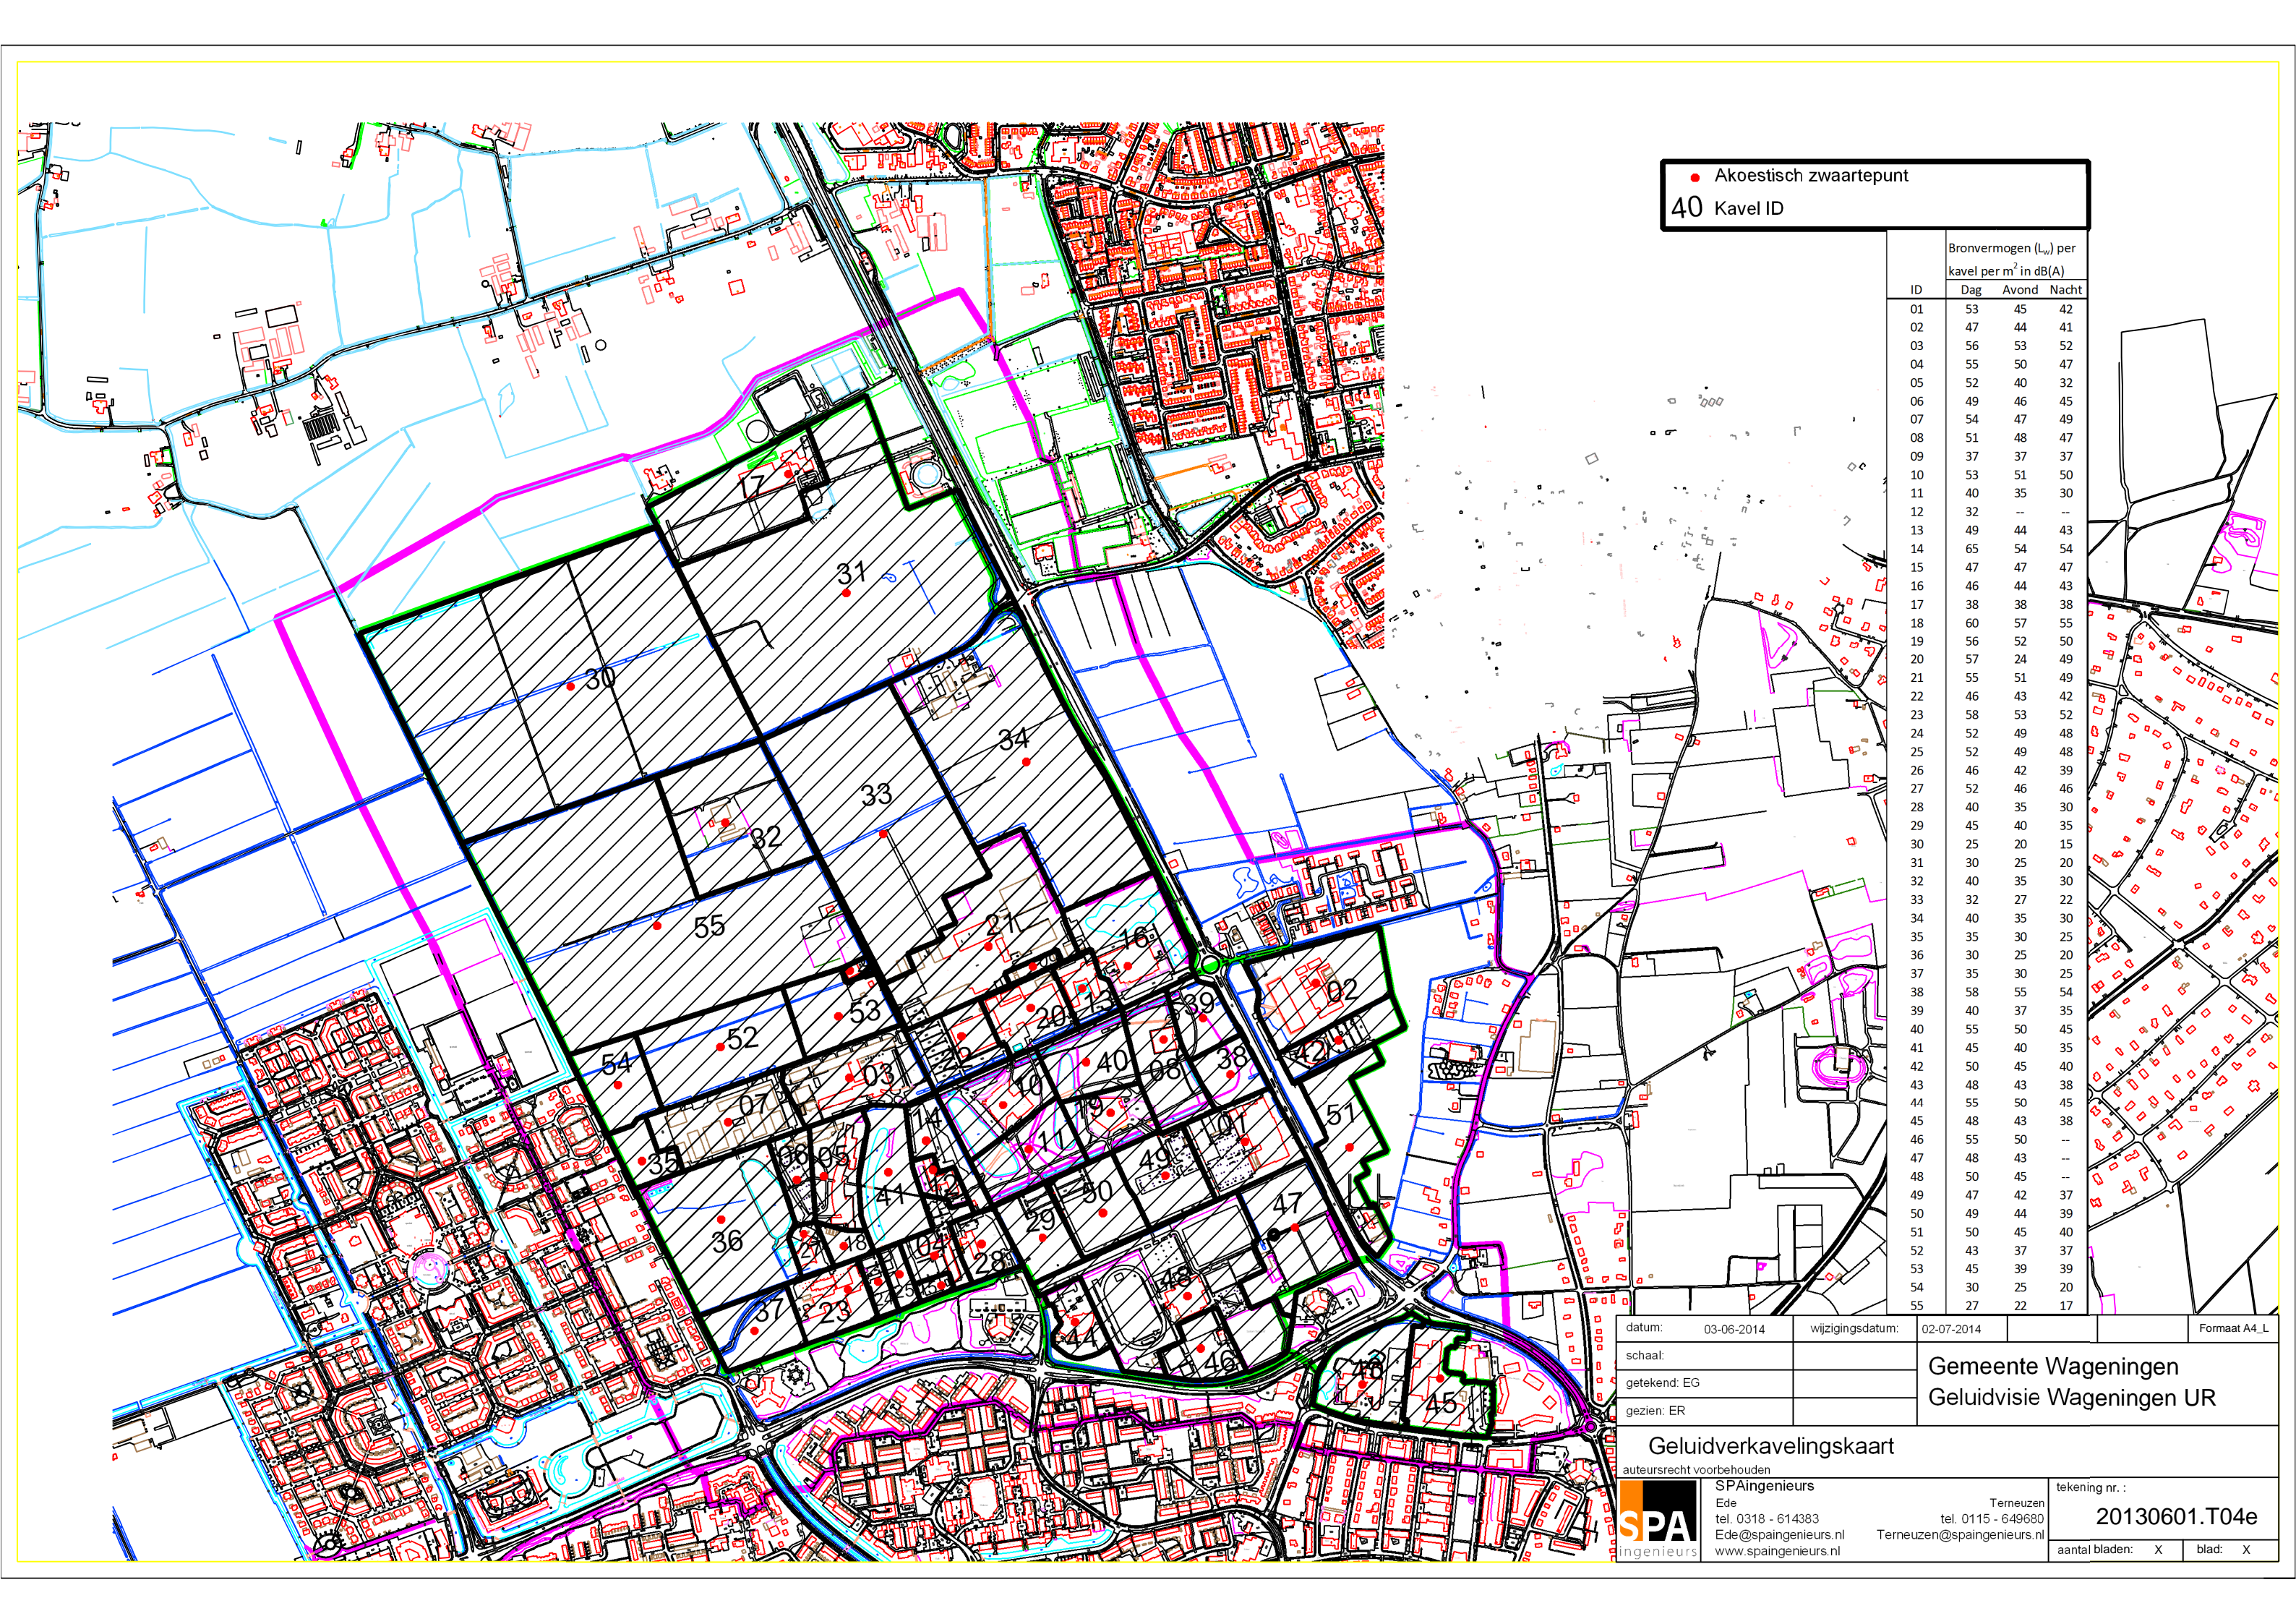 Akoestisch zwaartepunt
40 Kavel ID
Bronvermogen (Lw) per
kavel per m2 in dB(A)
ID Dag Avond Nacht
01 53 45 42
02 47 44 41
03 56 53 52
04 55 50 47
05 52 40 32
06 49 46 45
07 54 47 49
08 51 48 47
09 37 37 37
10 53 51 50
11 40 35 30
12 32 -- --
13 49 44 43
14 65 54 54
15 47 47 47
16 46 44 43
17 38 38 38
18 60 57 55
19 56 52 50
20 57 24 49
21 55 51 49
22 46 43 42
23 58 53 52
24 52 49 48
25 52 49 48
26 46 42 39
27 52 46 46
28 40 35 30
29 45 40 35
30 25 20 15
31 30 25 20
32 40 35 30
33 32 27 22
34 40 35 30
35 35 30 25
36 30 25 20
37 35 30 25
38 58 55 54
39 40 37 35
40 55 50 45
41 45 40 35
42 50 45 40
43 48 43 38
44 55 50 45
45 48 43 38
46 55 50 --
47 48 43 --
48 50 45 --
49 47 42 37
50 49 44 39
51 50 45 40
52 43 37 37
53 45 39 39
54 30 25 20
55 27 22 17
17
31
30
34
33
32
55
21
16
09
02
53
39
13
20
52
22
42
54
40
38
08
03
10
07
19
51
14
01
11
49
35
06
05
12
41
50
47
29
36
18
27
04
28
48
24
25
15
37
23
44
46
43
45
datum: 03-06-2014 wijzigingsdatum: 02-07-2014 Formaat A4_L
schaal:
getekend: EG
gezien: ER
Gemeente Wageningen
Geluidvisie Wageningen UR
Geluidverkavelingskaart
auteursrecht voorbehouden
SPA
ingenieurs
SPAingenieurs
Ede Terneuzen
tel. 0318 - 614383 tel. 0115 - 649680
Ede@spaingenieurs.nl Terneuzen@spaingenieurs.nl
www.spaingenieurs.nl
tekening nr. :
20130601.T04e
aantal bladen: X blad: X